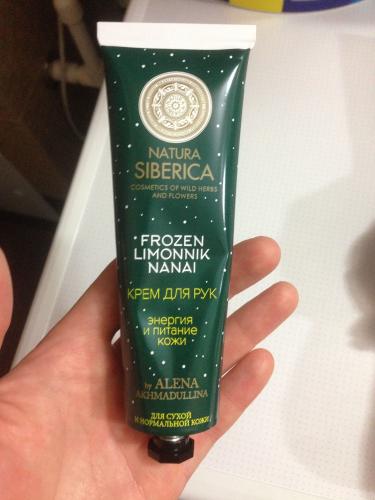 NATURA
SIBERICA
COSMETICS OF WILD HERBS
AND FLOWERS
FROZEN
LIMONNIK
NANAI
КРЕМ ДЛЯ РУК
энергия
и питание
кожи
by ALENA
AKHMADULLINA
ДЛЯ СУХОЙ
И НОРМАЛЬНОЙ КОЖИ